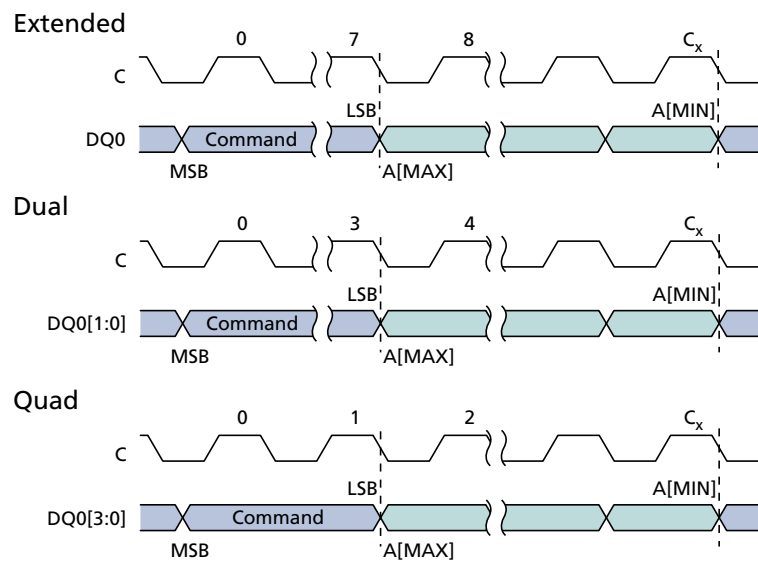 Extended
0 7 8 Cx
C
LSB A[MIN]
DQ0 Command
MSB A[MAX]
Dual
0 3 4 Cx
C
LSB A[MIN]
DQ0[1:0] Command
MSB A[MAX]
Quad
0 1 2 Cx
C
LSB A[MIN]
DQ0[3:0] Command
MSB A[MAX]